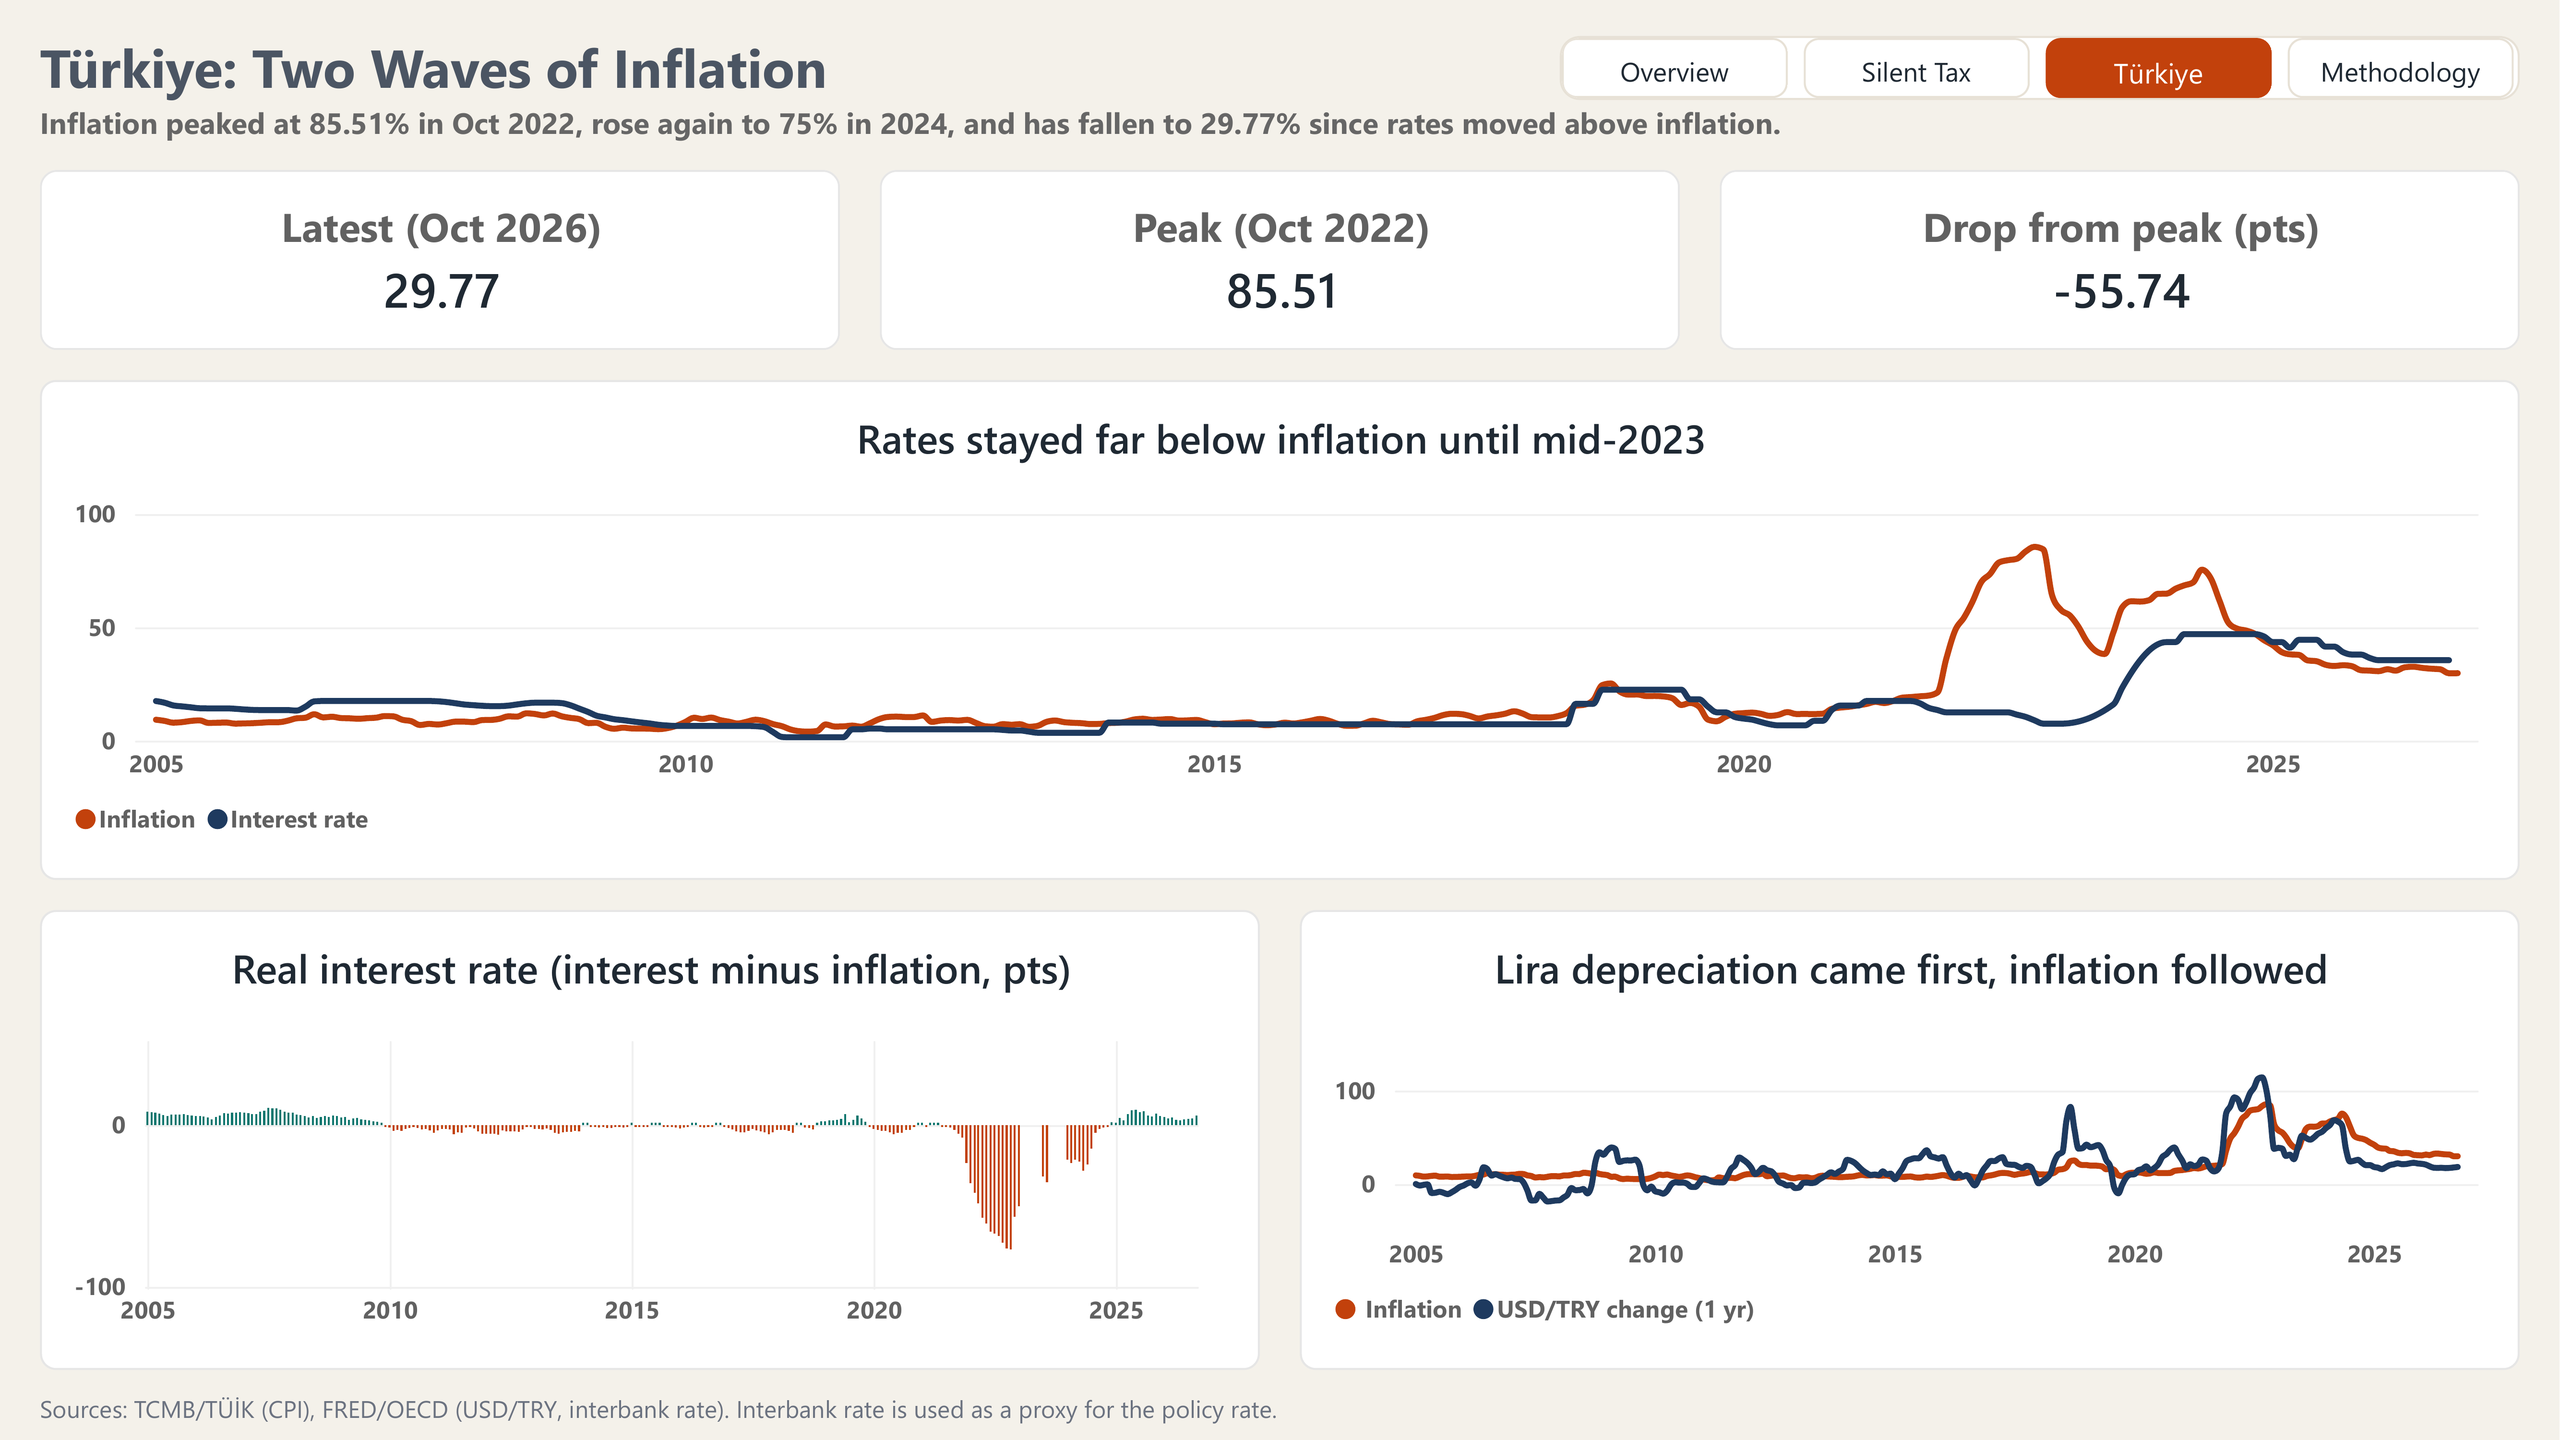 Türkiye: Two Waves of Inflation
Overview
Silent Tax
Türkiye
Methodology
Inflation peaked at 85.51% in Oct 2022, rose again to 75% in 2024, and has fallen to 29.77% since rates moved above inflation.
Latest (Oct 2026)
29.77
Peak (Oct 2022)
85.51
Drop from peak (pts)
-55.74
Rates stayed far below inflation until mid-2023
100
50
0
2005 2010 2015 2020 2025
Inflation Interest rate
Real interest rate (interest minus inflation, pts)
0
-100
2005 2010 2015 2020 2025
Lira depreciation came first, inflation followed
100
0
2005 2010 2015 2020 2025
Inflation USD/TRY change (1 yr)
Sources: TCMB/TÜİK (CPI), FRED/OECD (USD/TRY, interbank rate). Interbank rate is used as a proxy for the policy rate.